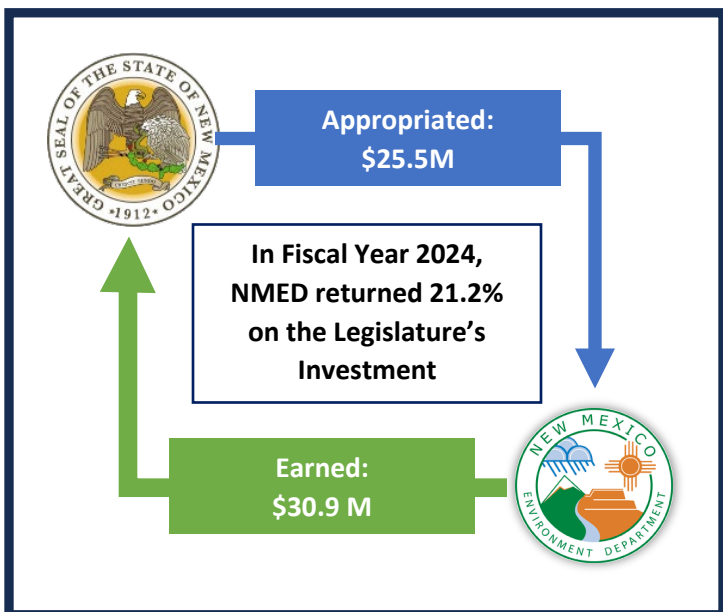 GREAT SEAL OF THE STATE OF NEW MEXICO
•1912•
Appropriated:
$25.5M
In Fiscal Year 2024,
NMED returned 21.2%
on the Legislature’s
Investment
Earned:
$30.9 M
NEW MEXICO
ENVIRONMENT DEPARTMENT